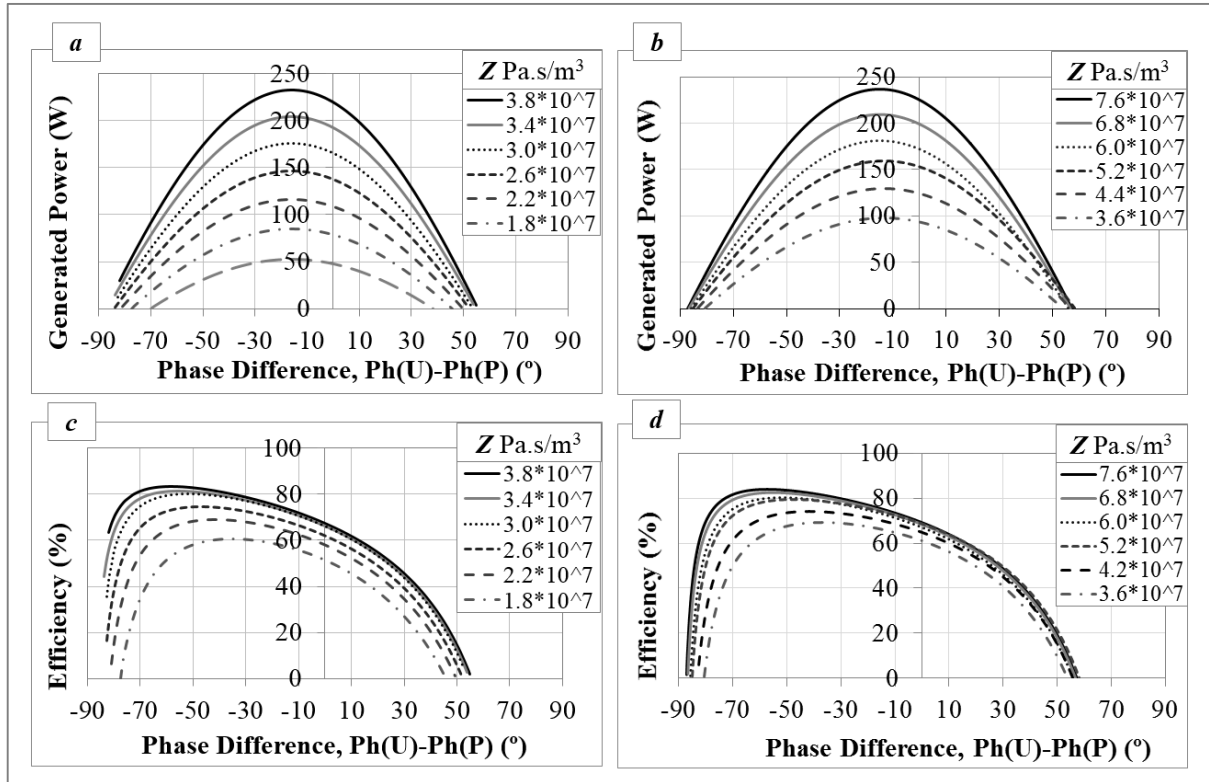 a
Generated Power (W)
250
200
150
100
50
0
-90 -70 -50 -30 -10 10 30 50 70 90
Phase Difference, Ph(U)-Ph(P) (º)
Z Pa.s/m³
3.8*10^7
3.4*10^7
3.0*10^7
2.6*10^7
2.2*10^7
1.8*10^7
b
Generated Power (W)
250
200
150
100
50
0
-90 -70 -50 -30 -10 10 30 50 70 90
Phase Difference, Ph(U)-Ph(P) (º)
Z Pa.s/m³
7.6*10^7
6.8*10^7
6.0*10^7
5.2*10^7
4.4*10^7
3.6*10^7
c
Efficiency (%)
100
80
60
40
20
0
-90 -70 -50 -30 -10 10 30 50 70 90
Phase Difference, Ph(U)-Ph(P) (º)
Z Pa.s/m³
3.8*10^7
3.4*10^7
3.0*10^7
2.6*10^7
2.2*10^7
1.8*10^7
d
Efficiency (%)
100
80
60
40
20
0
-90 -70 -50 -30 -10 10 30 50 70 90
Phase Difference, Ph(U)-Ph(P) (º)
Z Pa.s/m³
7.6*10^7
6.8*10^7
6.0*10^7
5.2*10^7
4.2*10^7
3.6*10^7